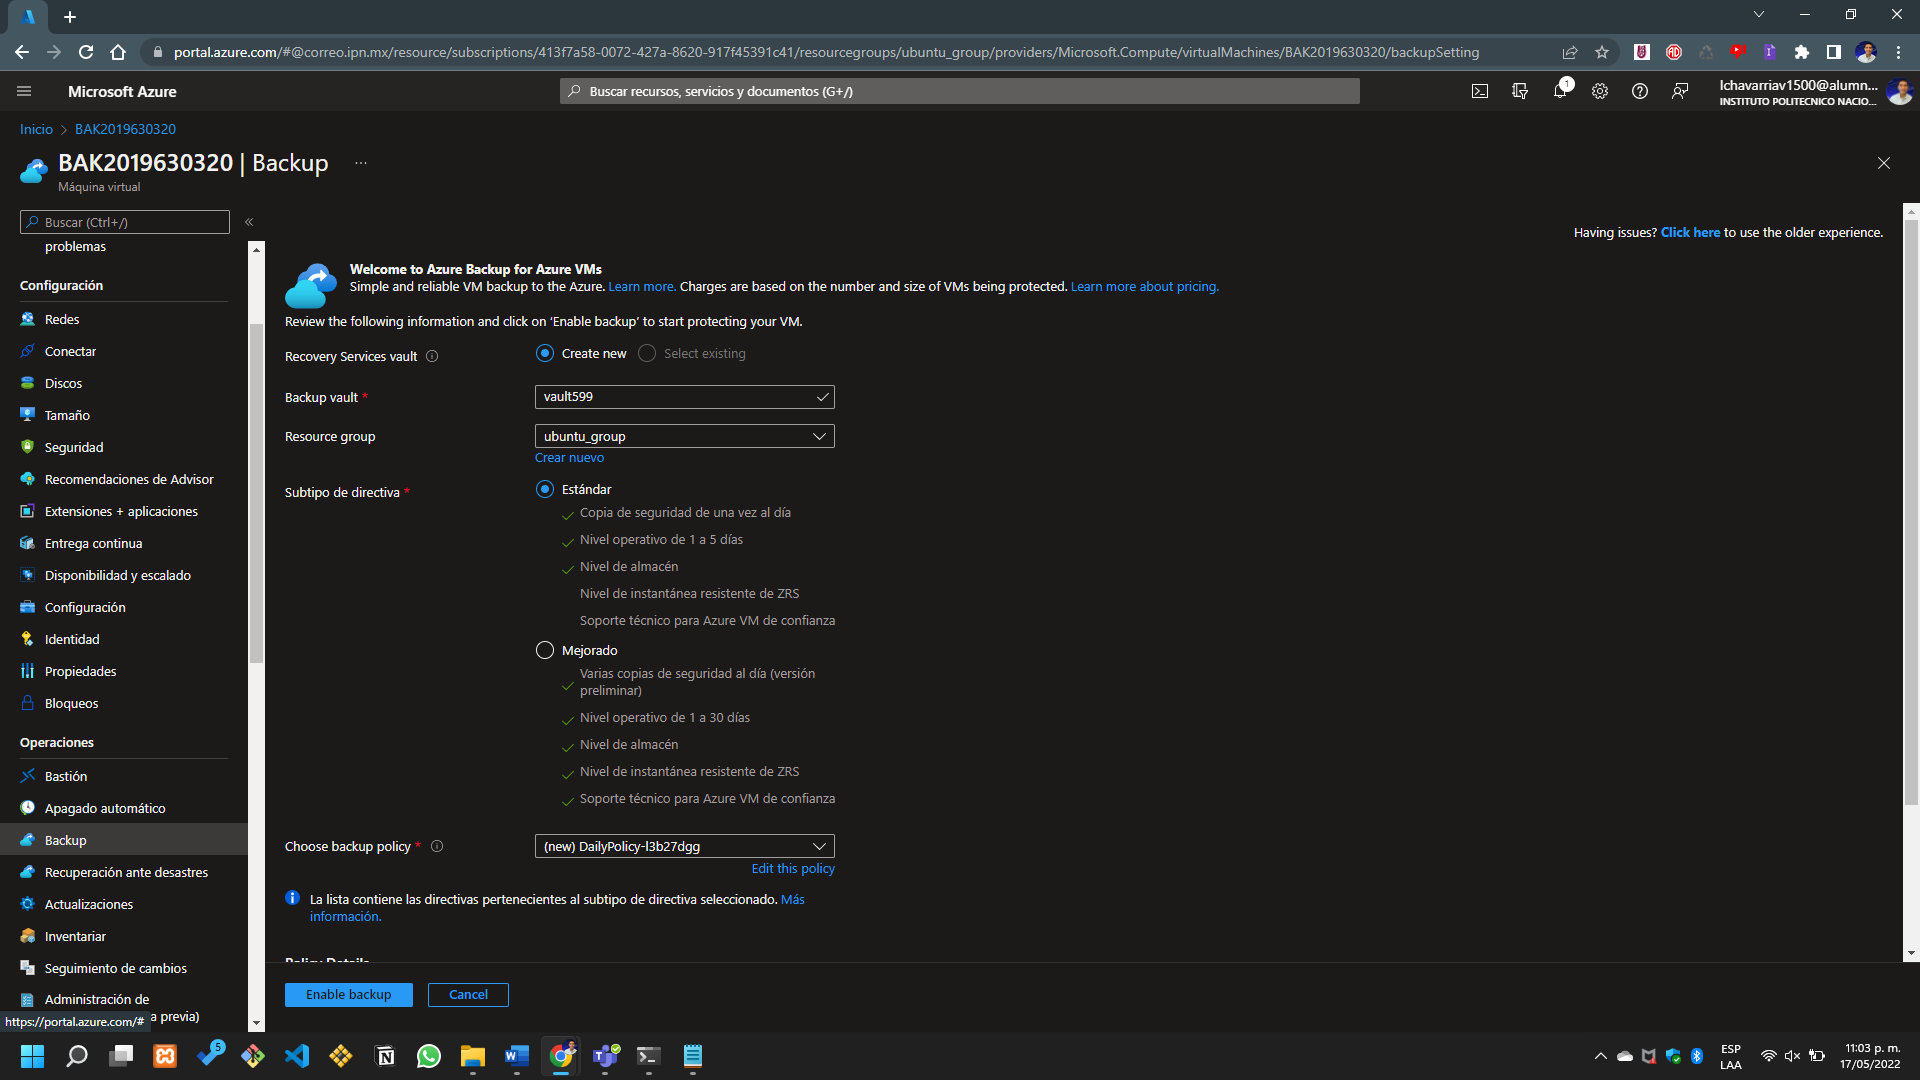 portal.azure.com/#@correo.ipn.mx/resource/subscriptions/413f7a58-0072-427a-8620-917f45391c41/resourcegroups/ubuntu_group/providers/Microsoft.Compute/virtualMachines/BAK2019630320/backupSetting
Microsoft Azure
Buscar recursos, servicios y documentos (G+/)
1
lchavarriav1500@alumn...
INSTITUTO POLITECNICO NACIO...
Inicio > BAK2019630320
BAK2019630320 | Backup ...
Máquina virtual
Buscar (Ctrl+/)
«
problemas
Configuración
Redes
Conectar
Discos
Tamaño
Seguridad
Recomendaciones de Advisor
Extensiones + aplicaciones
Entrega continua
Disponibilidad y escalado
Configuración
Identidad
Propiedades
Bloqueos
Operaciones
Bastión
Apagado automático
Backup
Recuperación ante desastres
Actualizaciones
Inventariar
Seguimiento de cambios
Administración de
a previa)
https://portal.azure.com/#
Having issues? Click here to use the older experience.
Welcome to Azure Backup for Azure VMs
Simple and reliable VM backup to the Azure. Learn more. Charges are based on the number and size of VMs being protected. Learn more about pricing.
Review the following information and click on ‘Enable backup’ to start protecting your VM.
Recovery Services vault
Create new
Select existing
Backup vault *
vault599
Resource group
ubuntu_group
Crear nuevo
Subtipo de directiva *
Estándar
Copia de seguridad de una vez al día
Nivel operativo de 1 a 5 días
Nivel de almacén
Nivel de instantánea resistente de ZRS
Soporte técnico para Azure VM de confianza
Mejorado
Varias copias de seguridad al día (versión
preliminar)
Nivel operativo de 1 a 30 días
Nivel de almacén
Nivel de instantánea resistente de ZRS
Soporte técnico para Azure VM de confianza
Choose backup policy *
(new) DailyPolicy-l3b27dgg
Edit this policy
La lista contiene las directivas pertenecientes al subtipo de directiva seleccionado. Más
información.
Policy Details
Enable backup
Cancel
5
ESP
LAA
11:03 p. m.
17/05/2022